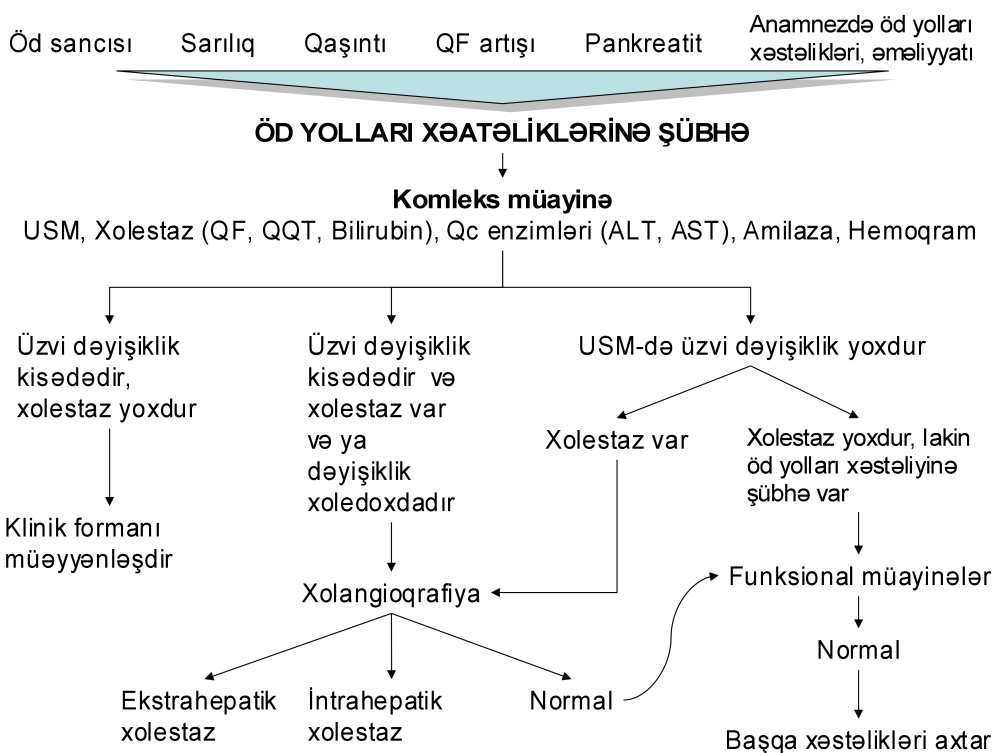 Öd sancısı Sarılıq Qaşıntı QF artışı Pankreatit Anamnezdə öd yolları
xəstəlikləri, əməliyyatı
ÖD YOLLARI XƏATƏLİKLƏRİNƏ ŞÜBHƏ
Komleks müayinə
USM, Xolestaz (QF, QQT, Bilirubin), Qc enzimləri (ALT, AST), Amilaza, Hemoqram
Üzvi dəyişiklik
kisədədir,
xolestaz yoxdur
Klinik formanı
müəyyənləşdir
Üzvi dəyişiklik
kisədədir və
xolestaz var
və ya
dəyişiklik
xoledoxdadır
USM-də üzvi dəyişiklik yoxdur
Xolestaz var
Xolestaz yoxdur, lakin
öd yolları xəstəliyinə
şübhə var
Xolangioqrafiya
Funksional müayinələr
Ekstrahepatik
xolestaz
İntrahepatik
xolestaz
Normal
Normal
Başqa xəstəlikləri axtar